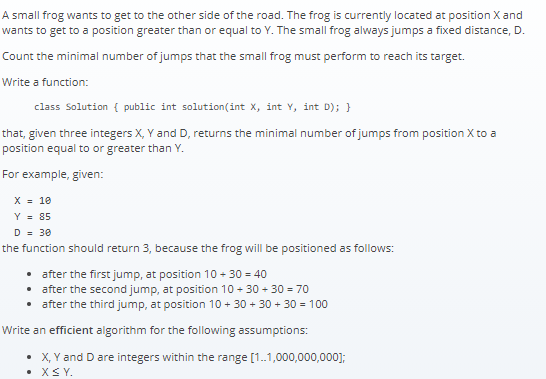 A small frog wants to get to the other side of the road. The frog is currently located at position X and
wants to get to a position greater than or equal to Y. The small frog always jumps a fixed distance, D.
Count the minimal number of jumps that the small frog must perform to reach its target.
Write a function:
class Solution { public int solution(int X, int Y, int D); }
that, given three integers X, Y and D, returns the minimal number of jumps from position X to a
position equal to or greater than Y.
For example, given:
X = 10
Y = 85
D = 30
the function should return 3, because the frog will be positioned as follows:
• after the first jump, at position 10 + 30 = 40
• after the second jump, at position 10 + 30 + 30 = 70
• after the third jump, at position 10 + 30 + 30 + 30 = 100
Write an efficient algorithm for the following assumptions:
• X, Y and D are integers within the range [1..1,000,000,000];
• X ≤ Y.